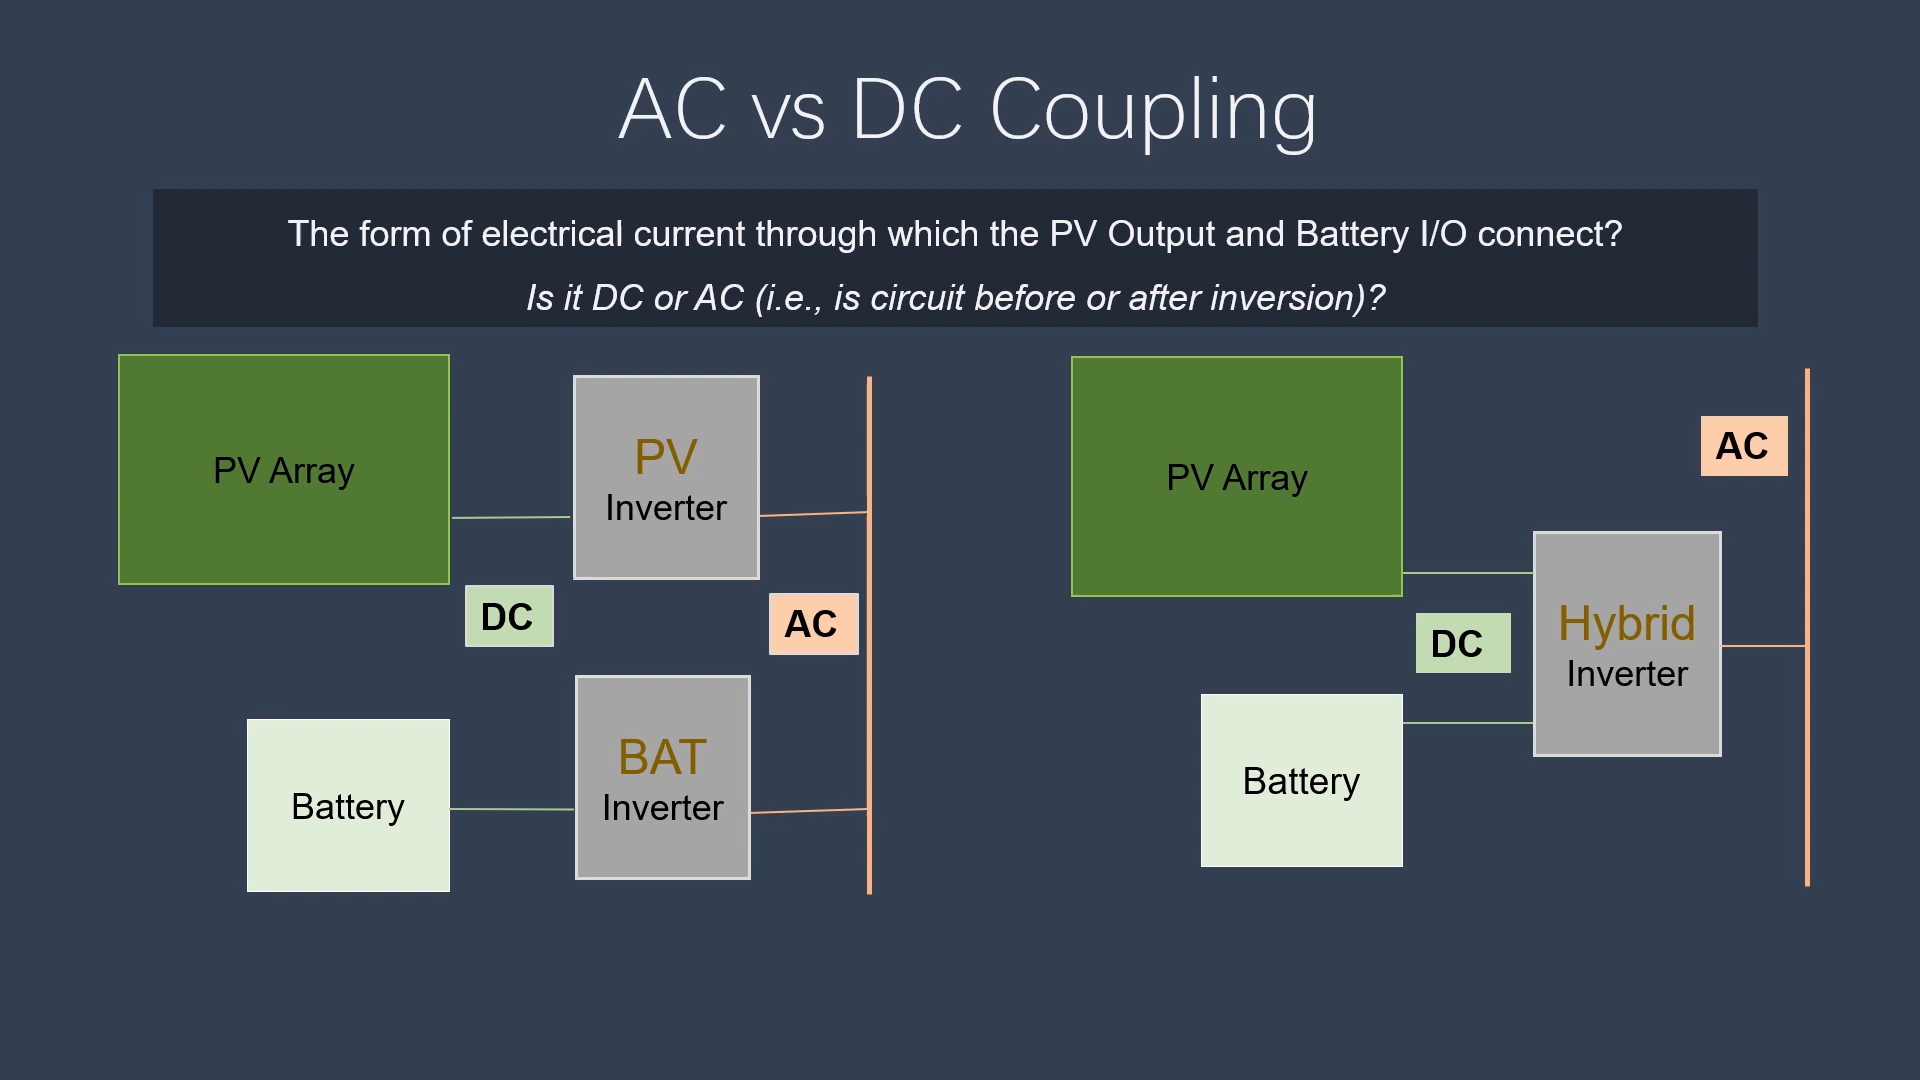 AC vs DC Coupling
The form of electrical current through which the PV Output and Battery I/O connect?
Is it DC or AC (i.e., is circuit before or after inversion)?
PV Array
PV
Inverter
DC
AC
Battery
BAT
Inverter
PV Array
AC
DC
Hybrid
Inverter
Battery